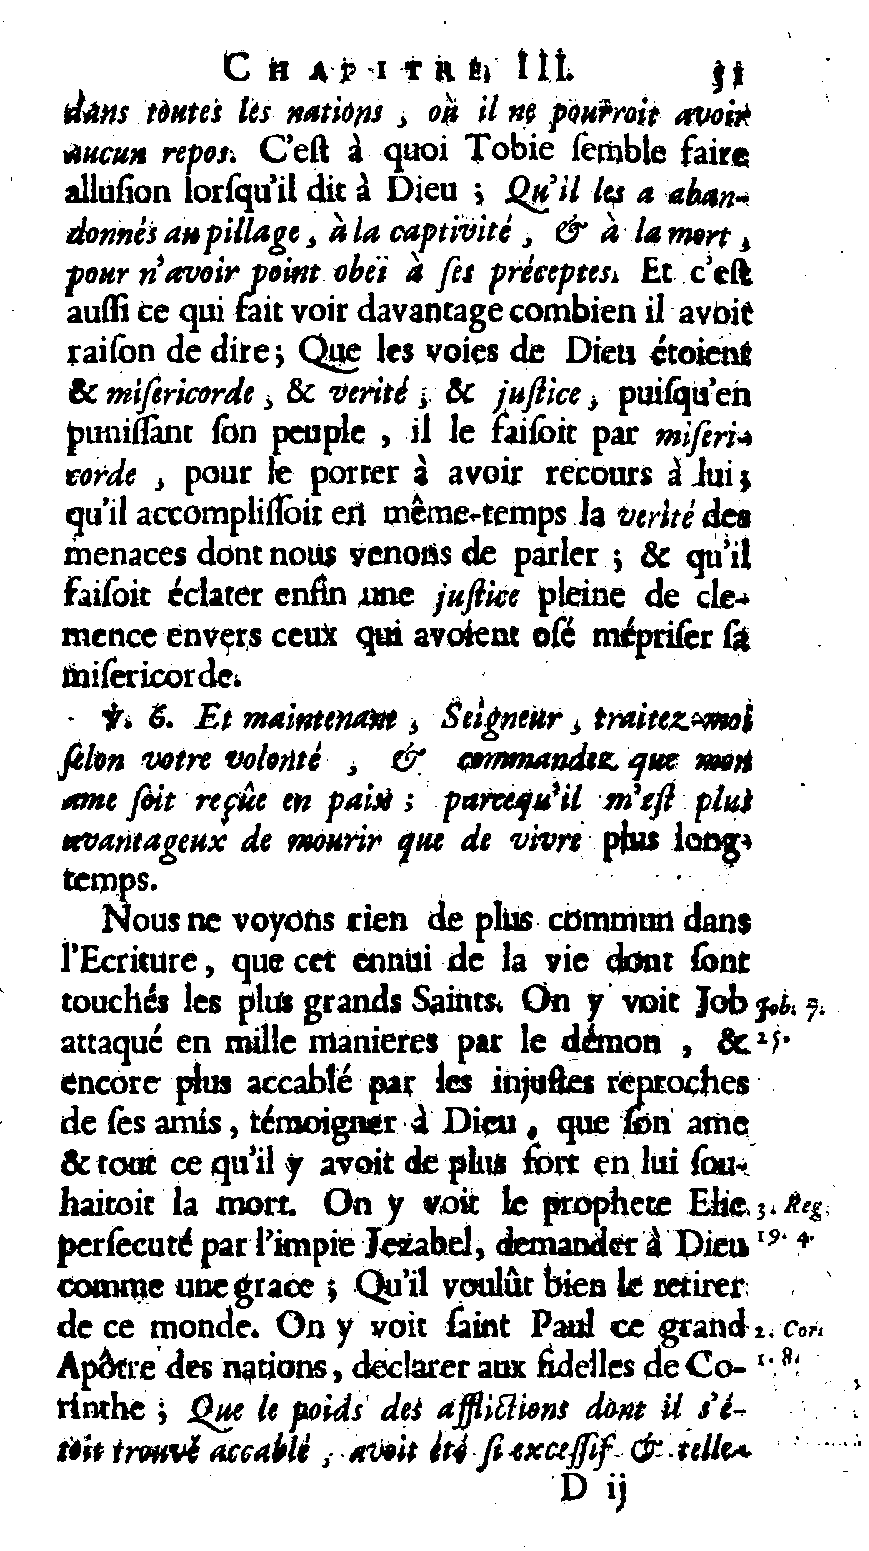 CHAPITRE III. 51
dans toutes les nations, où il ne pourroit avoir
aucun repos. C'est à quoi Tobie semble faire
allusion lorsqu'il dit à Dieu ; Qu'il les a aban-
donnés au pillage, à la captivité, & à la mort,
pour n'avoir point obeï à ses préceptes. Et c'est
aussi ce qui fait voir davantage combien il avoit
raison de dire; Que les voies de Dieu étoient
& misericorde, & verité, & justice, puisqu'en
punissant son peuple, il le faisoit par miseri-
corde, pour le porter à avoir recours à lui;
qu'il accomplissoit en même-temps la verité des
menaces dont nous venons de parler ; & qu'il
faisoit éclater enfin une justice pleine de cle-
mence envers ceux qui avoient osé mépriser sa
misericorde.
℣. 6. Et maintenant, Seigneur, traitez-moi
selon votre volonté, & commandez que mon
ame soit reçûe en paix ; parcequ'il m'est plus
avantageux de mourir que de vivre plus long-
temps.
Nous ne voyons rien de plus commun dans
l'Ecriture, que cet ennui de la vie dont sont
touchés les plus grands Saints. On y voit Job Job. 7.
attaqué en mille manieres par le démon, & 15.
encore plus accablé par les injustes reproches
de ses amis, témoigner à Dieu, que son ame
& tout ce qu'il y avoit de plus fort en lui sou-
haitoit la mort. On y voit le prophete Elie 3. Reg.
persecuté par l'impie Jezabel, demander à Dieu 19. 4.
comme une grace ; Qu'il voulût bien le retirer
de ce monde. On y voit saint Paul ce grand 2. Cor.
Apôtre des nations, déclarer aux fidelles de Co- 1. 8.
rinthe ; Que le poids des afflictions dont il s'é-
toit trouvé accablé, avoit été si excessif & telle-
D ij